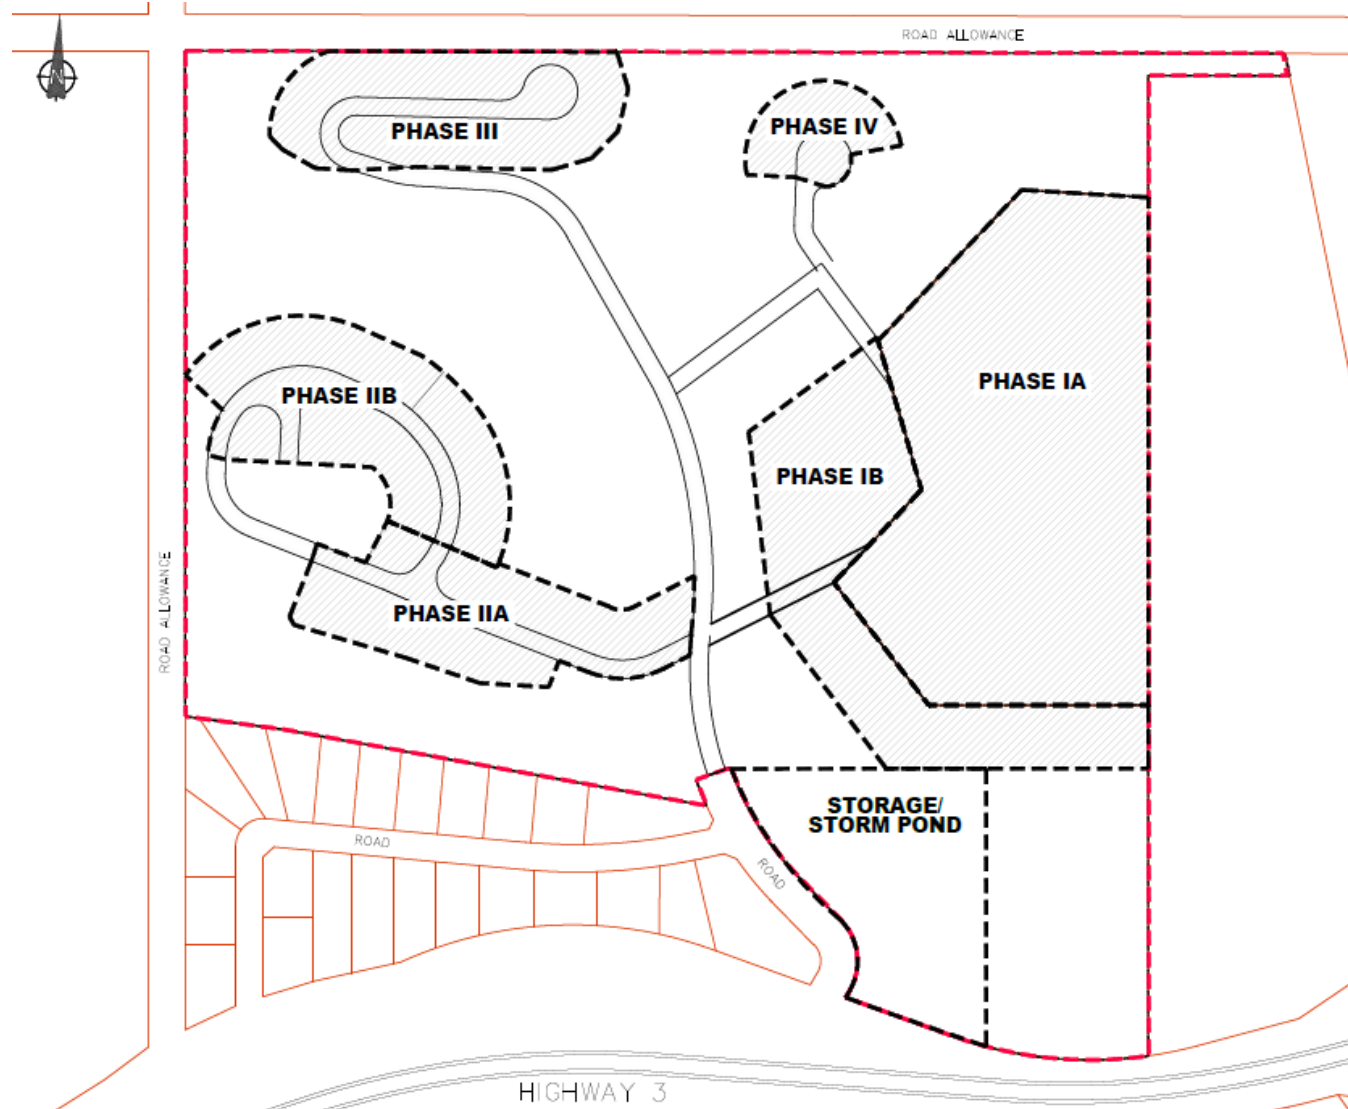 ROAD ALLOWANCE
N
PHASE III
PHASE IV
PHASE IA
PHASE IIB
PHASE IB
ROAD ALLOWANCE
PHASE IIA
STORAGE/
STORM POND
ROAD
ROAD
HIGHWAY 3